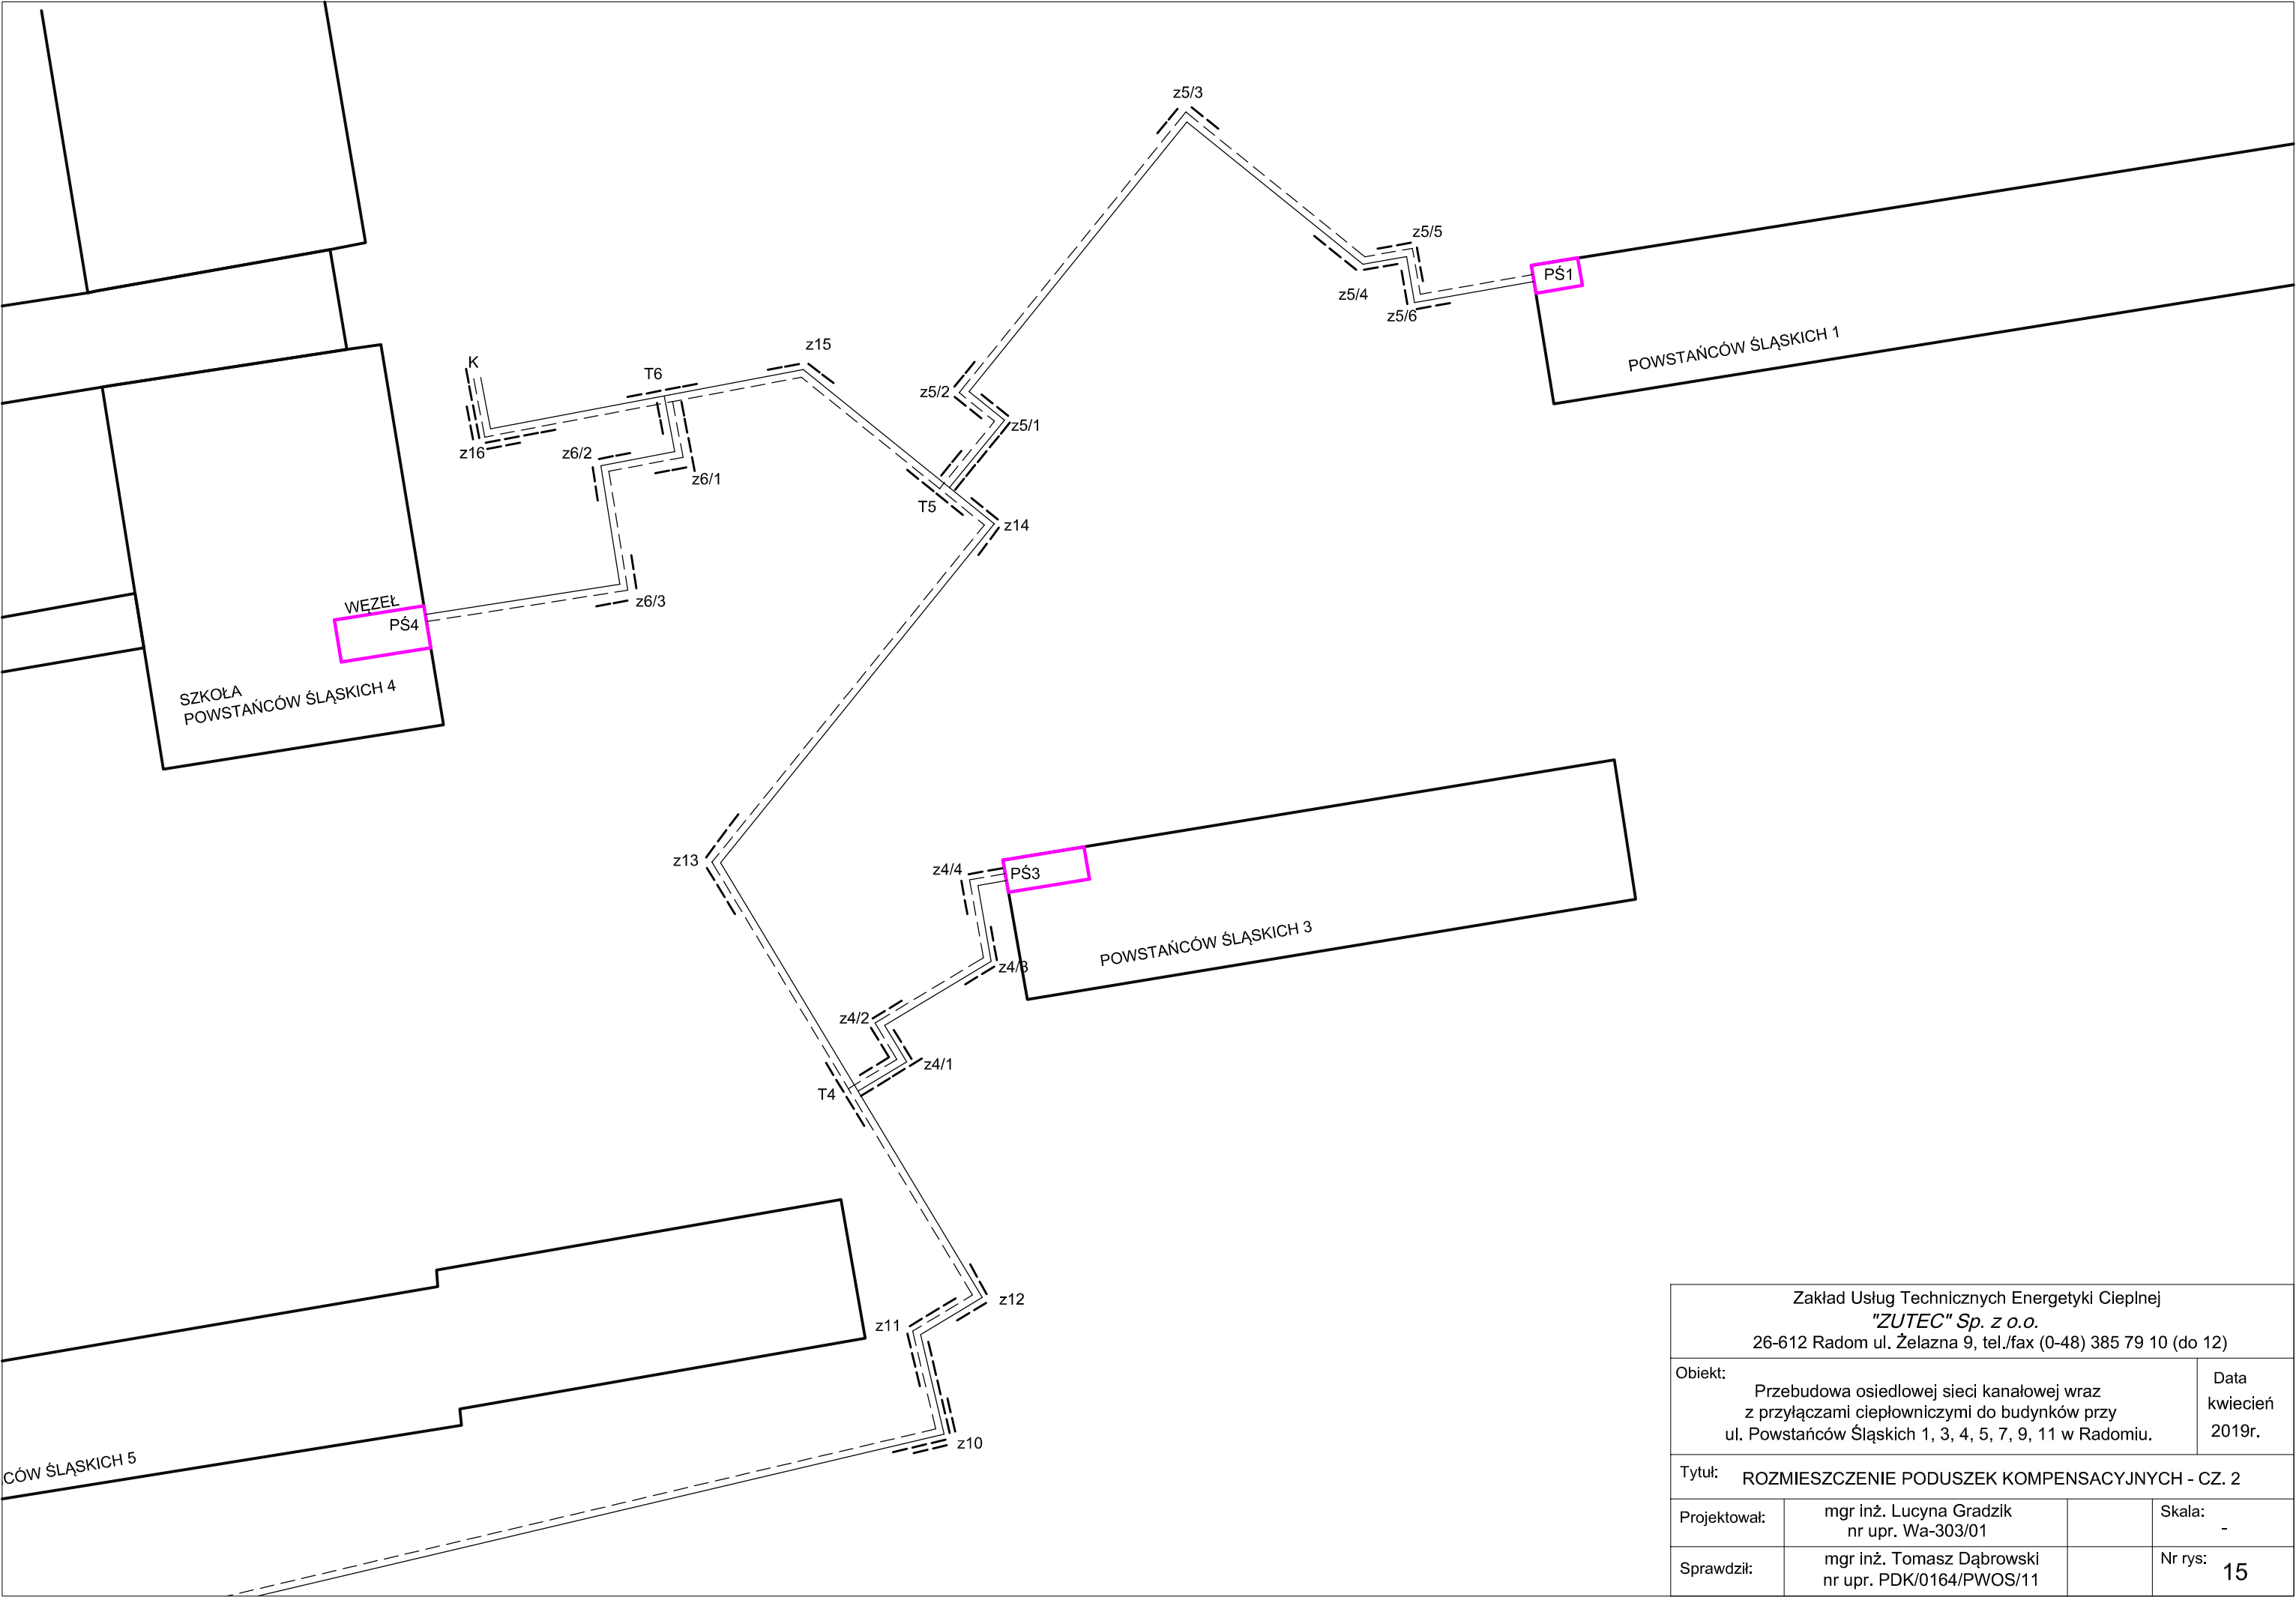 z5/3
z5/5
PŚ1
z5/4
z5/6
POWSTAŃCÓW ŚLĄSKICH 1
z15
K
T6
z5/2
z5/1
z16
z6/2
z6/1
T5
z14
WĘZEŁ
PŚ4
z6/3
SZKOŁA
POWSTAŃCÓW ŚLĄSKICH 4
z13
z4/4
PŚ3
POWSTAŃCÓW ŚLĄSKICH 3
z4/3
z4/2
z4/1
T4
z12
z11
z10
CÓW ŚLĄSKICH 5
Zakład Usług Technicznych Energetyki Cieplnej
"ZUTEC" Sp. z o.o.
26-612 Radom ul. Żelazna 9, tel./fax (0-48) 385 79 10 (do 12)
Obiekt:
Przebudowa osiedlowej sieci kanałowej wraz
z przyłączami ciepłowniczymi do budynków przy
ul. Powstańców Śląskich 1, 3, 4, 5, 7, 9, 11 w Radomiu.
Data
kwiecień
2019r.
Tytuł: ROZMIESZCZENIE PODUSZEK KOMPENSACYJNYCH - CZ. 2
Projektował:
mgr inż. Lucyna Gradzik
nr upr. Wa-303/01
Skala:
-
Sprawdził:
mgr inż. Tomasz Dąbrowski
nr upr. PDK/0164/PWOS/11
Nr rys: 15